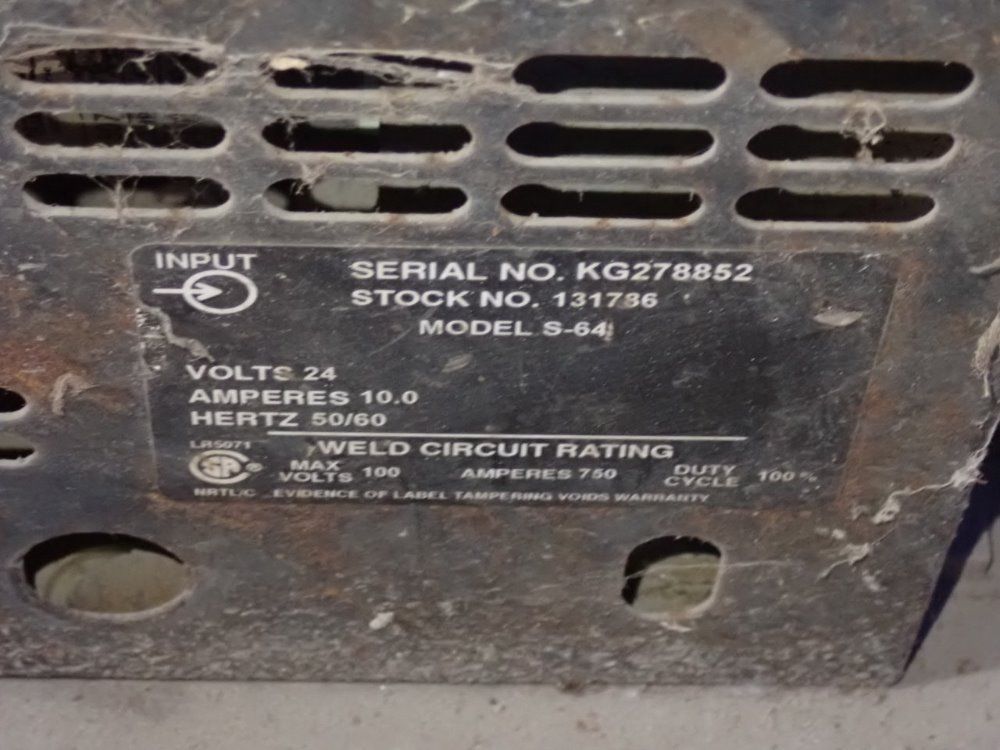 INPUT
SERIAL NO. KG278852
STOCK NO. 131786
MODEL S-64
VOLTS 24
AMPERES 10.0
HERTZ 50/60
WELD CIRCUIT RATING
LR5071
SA®
MAX VOLTS 100 AMPERES 750 DUTY CYCLE 100%
NRTL/C EVIDENCE OF LABEL TAMPERING VOIDS WARRANTY